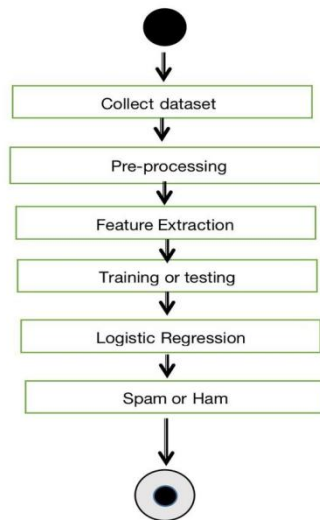 Collect dataset
Pre-processing
Feature Extraction
Training or testing
Logistic Regression
Spam or Ham